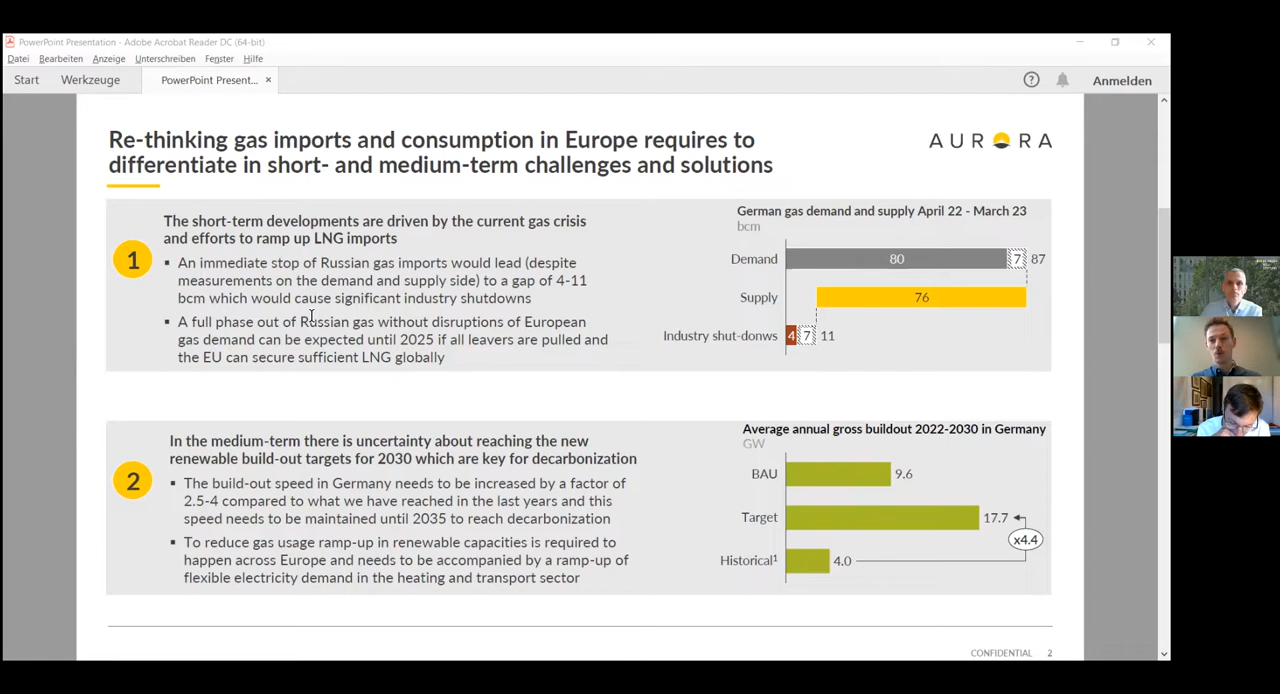 PowerPoint Presentation - Adobe Acrobat Reader DC (64-bit)
Datei Bearbeiten Anzeige Unterschreiben Fenster Hilfe
Start Werkzeuge PowerPoint Present... × ? Anmelden
Re-thinking gas imports and consumption in Europe requires to
differentiate in short- and medium-term challenges and solutions
AURORA
1
The short-term developments are driven by the current gas crisis
and efforts to ramp up LNG imports
▪ An immediate stop of Russian gas imports would lead (despite
measurements on the demand and supply side) to a gap of 4-11
bcm which would cause significant industry shutdowns
▪ A full phase out of Russian gas without disruptions of European
gas demand can be expected until 2025 if all leavers are pulled and
the EU can secure sufficient LNG globally
German gas demand and supply April 22 - March 23
bcm
Demand 80 7 87
Supply 76
Industry shut-donws 4 7 11
2
In the medium-term there is uncertainty about reaching the new
renewable build-out targets for 2030 which are key for decarbonization
▪ The build-out speed in Germany needs to be increased by a factor of
2.5-4 compared to what we have reached in the last years and this
speed needs to be maintained until 2035 to reach decarbonization
▪ To reduce gas usage ramp-up in renewable capacities is required to
happen across Europe and needs to be accompanied by a ramp-up of
flexible electricity demand in the heating and transport sector
Average annual gross buildout 2022-2030 in Germany
GW
BAU 9.6
Target 17.7
x4.4
Historical¹ 4.0
CONFIDENTIAL 2